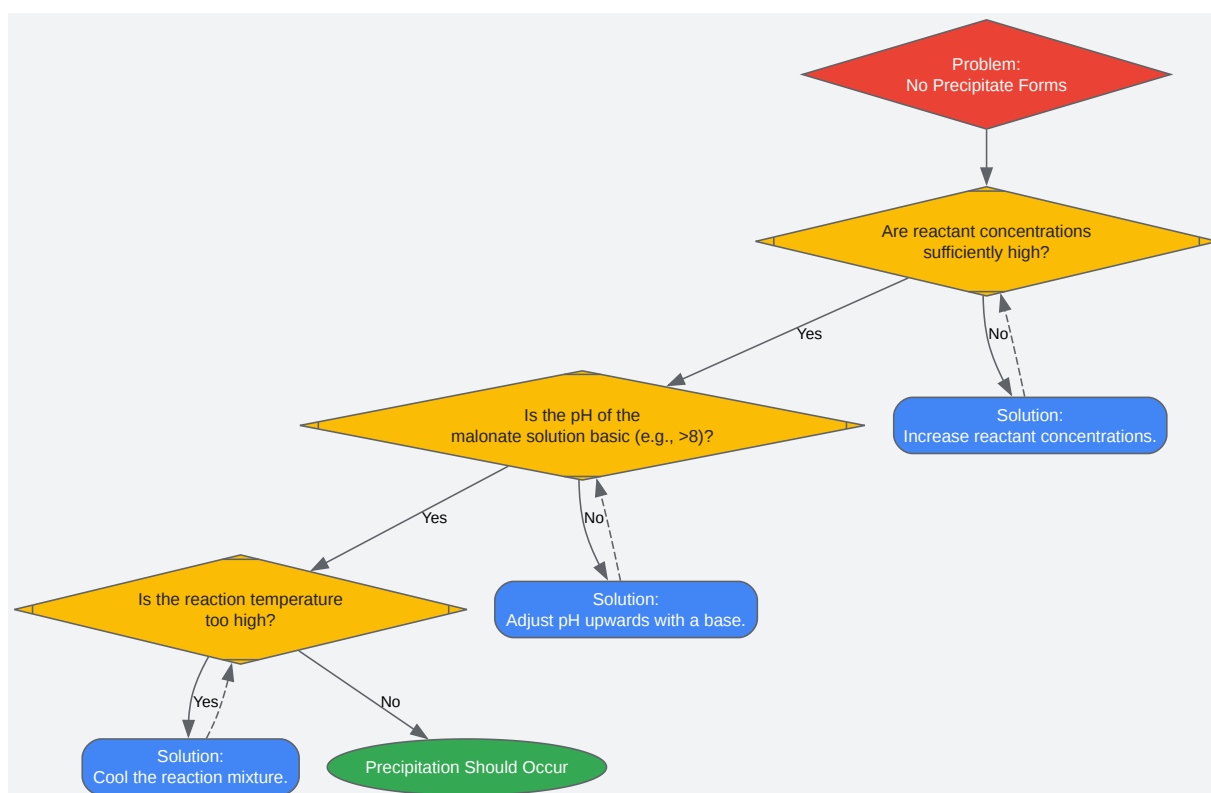 Problem:
No Precipitate Forms
Are reactant concentrations
sufficiently high?
Yes
No
Solution:
Increase reactant concentrations.
Is the pH of the
malonate solution basic (e.g., >8)?
Yes
No
Solution:
Adjust pH upwards with a base.
Is the reaction temperature
too high?
Yes
No
Solution:
Cool the reaction mixture.
Precipitation Should Occur